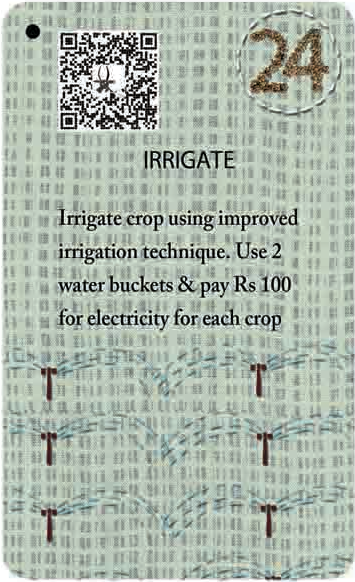 24
IRRIGATE
Irrigate crop using improved
irrigation technique. Use 2
water buckets & pay Rs 100
for electricity for each crop